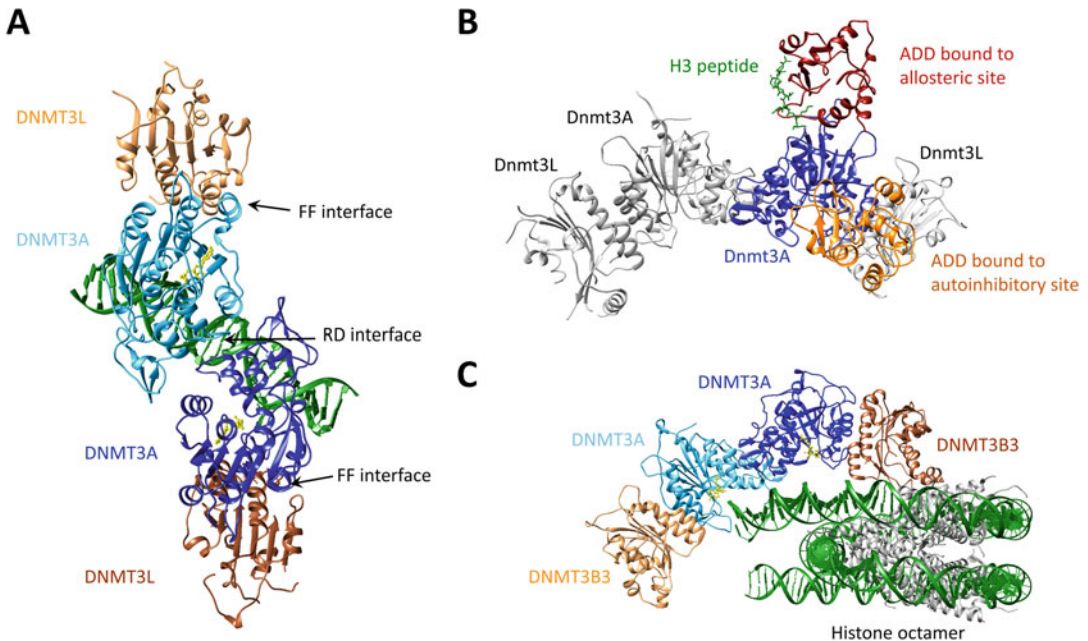 A
DNMT3L
FF interface
DNMT3A
RD interface
DNMT3A
FF interface
DNMT3L
B
H3 peptide
ADD bound to
allosteric site
Dnmt3A
Dnmt3L
Dnmt3L
Dnmt3A
ADD bound to
autoinhibitory site
C
DNMT3A
DNMT3A
DNMT3B3
DNMT3B3
Histone octamer